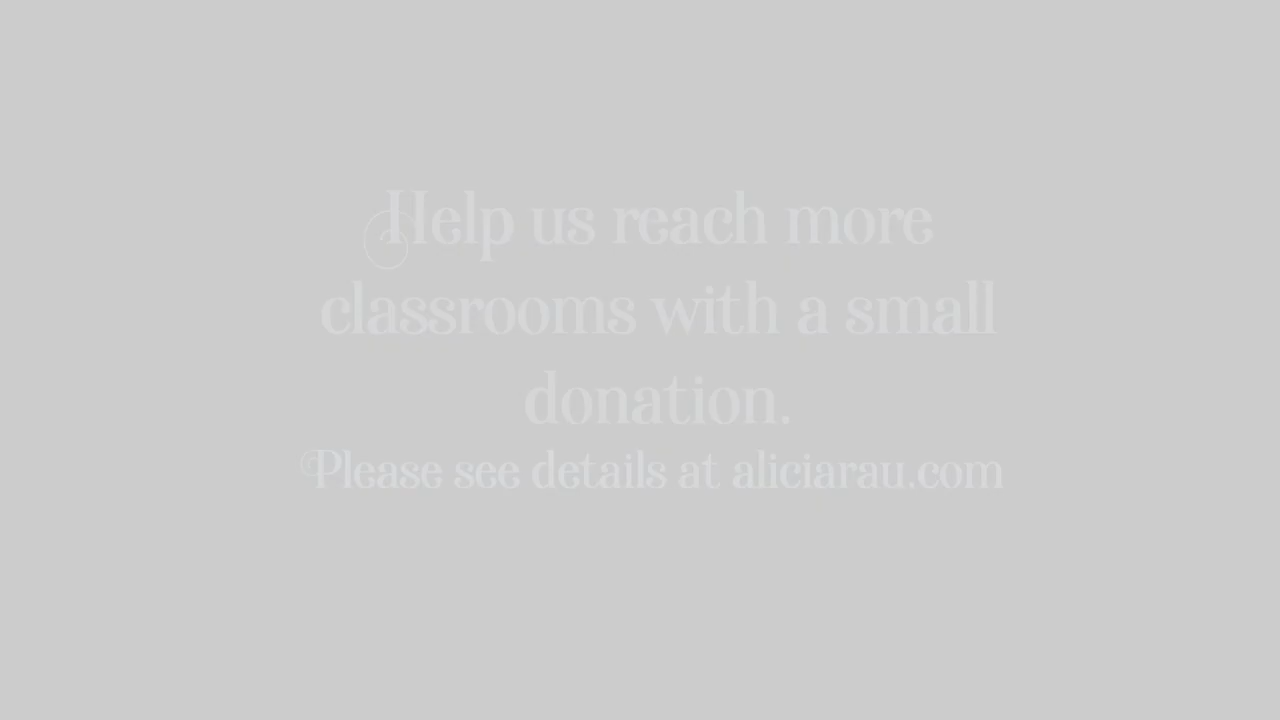 Help us reach more
classrooms with a small
donation.
Please see details at aliciarau.com